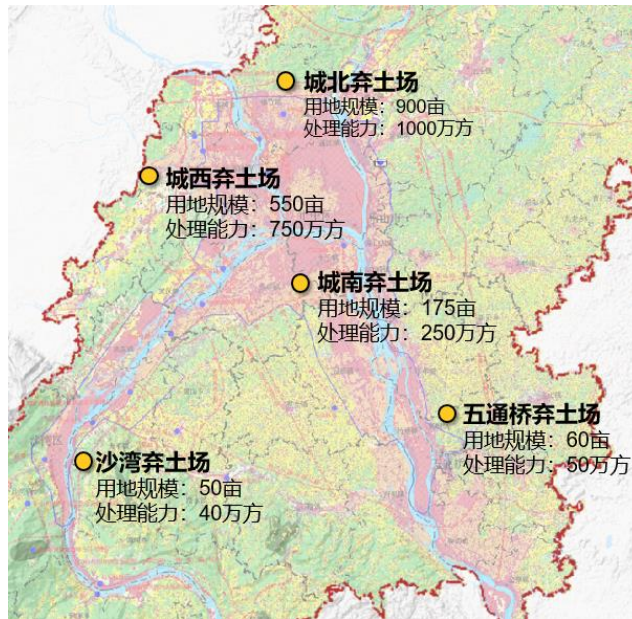 城北弃土场
用地规模：900亩
处理能力：1000万方
城西弃土场
用地规模：550亩
处理能力：750万方
城南弃土场
用地规模：175亩
处理能力：250万方
五通桥弃土场
用地规模：60亩
处理能力：50万方
沙湾弃土场
用地规模：50亩
处理能力：40万方